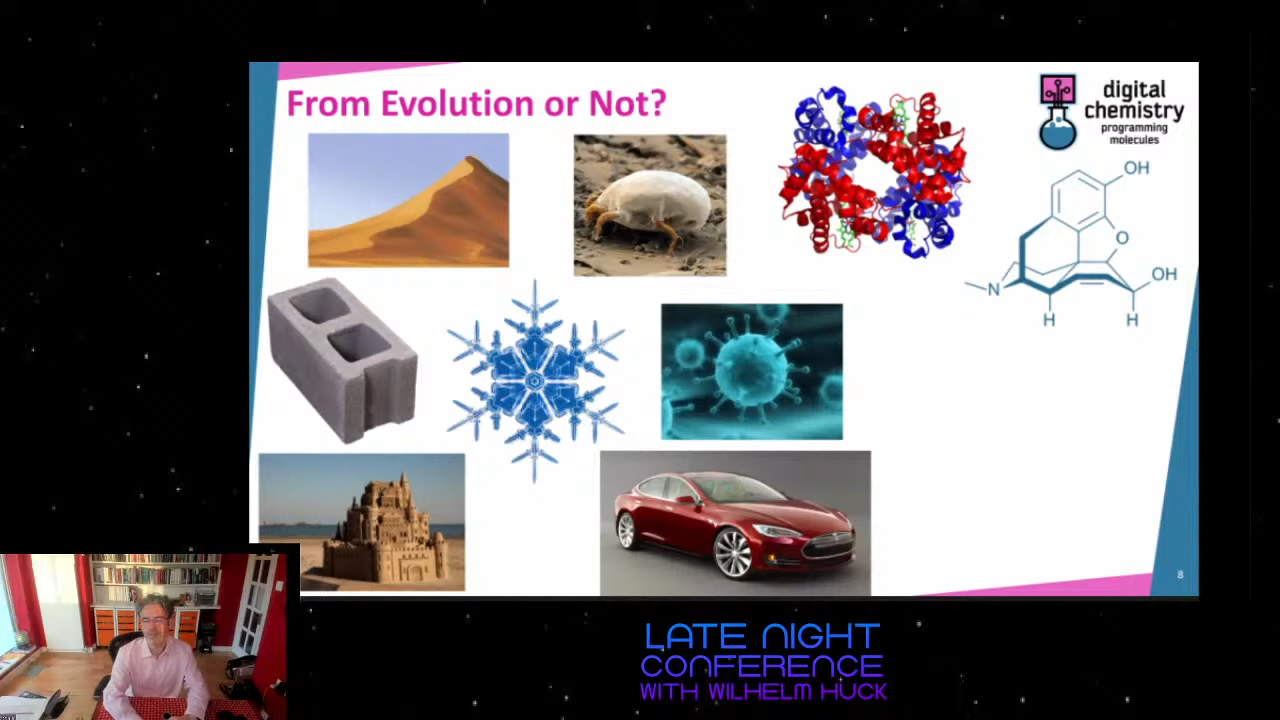 From Evolution or Not?
digital
chemistry
programming
molecules
OH
O
OH
N
H
H
8
LATE NIGHT
CONFERENCE
WITH WILHELM HUCK